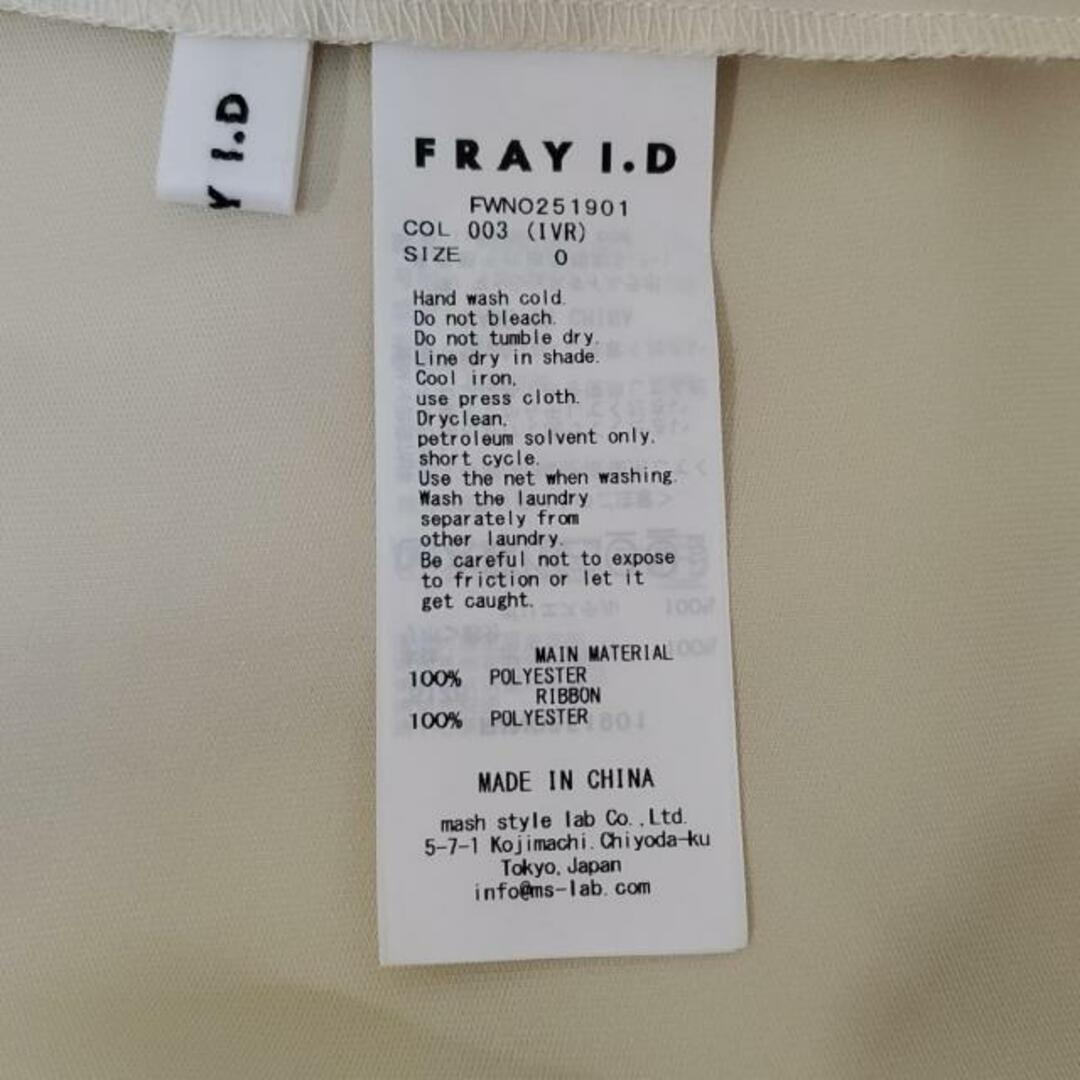 Y I.D
FRAY I.D
FWNO251901
COL 003 (IVR)
SIZE 0
Hand wash cold.
Do not bleach.
Do not tumble dry.
Line dry in shade.
Cool iron,
use press cloth.
Dryclean,
petroleum solvent only,
short cycle.
Use the net when washing.
Wash the laundry
separately from
other laundry.
Be careful not to expose
to friction or let it
get caught.
MAIN MATERIAL
100% POLYESTER
RIBBON
100% POLYESTER
MADE IN CHINA
mash style lab Co.,Ltd.
5-7-1 Kojimachi.Chiyoda-ku
Tokyo,Japan
info@ms-lab.com